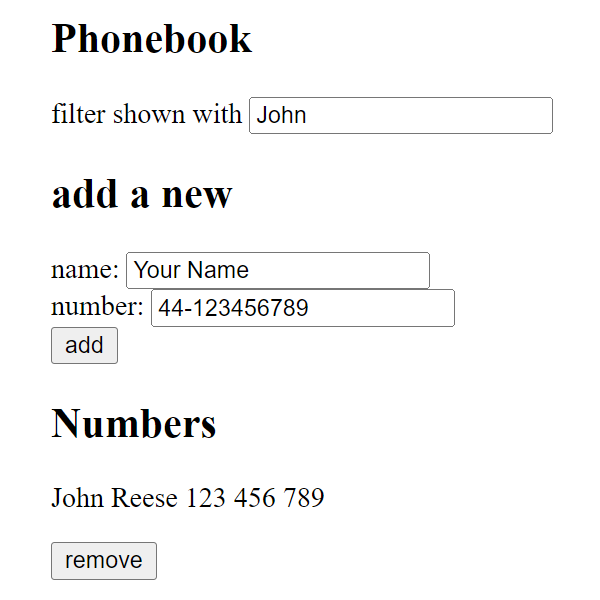 Phonebook
filter shown with John
add a new
name: Your Name
number: 44-123456789
add
Numbers
John Reese 123 456 789
remove